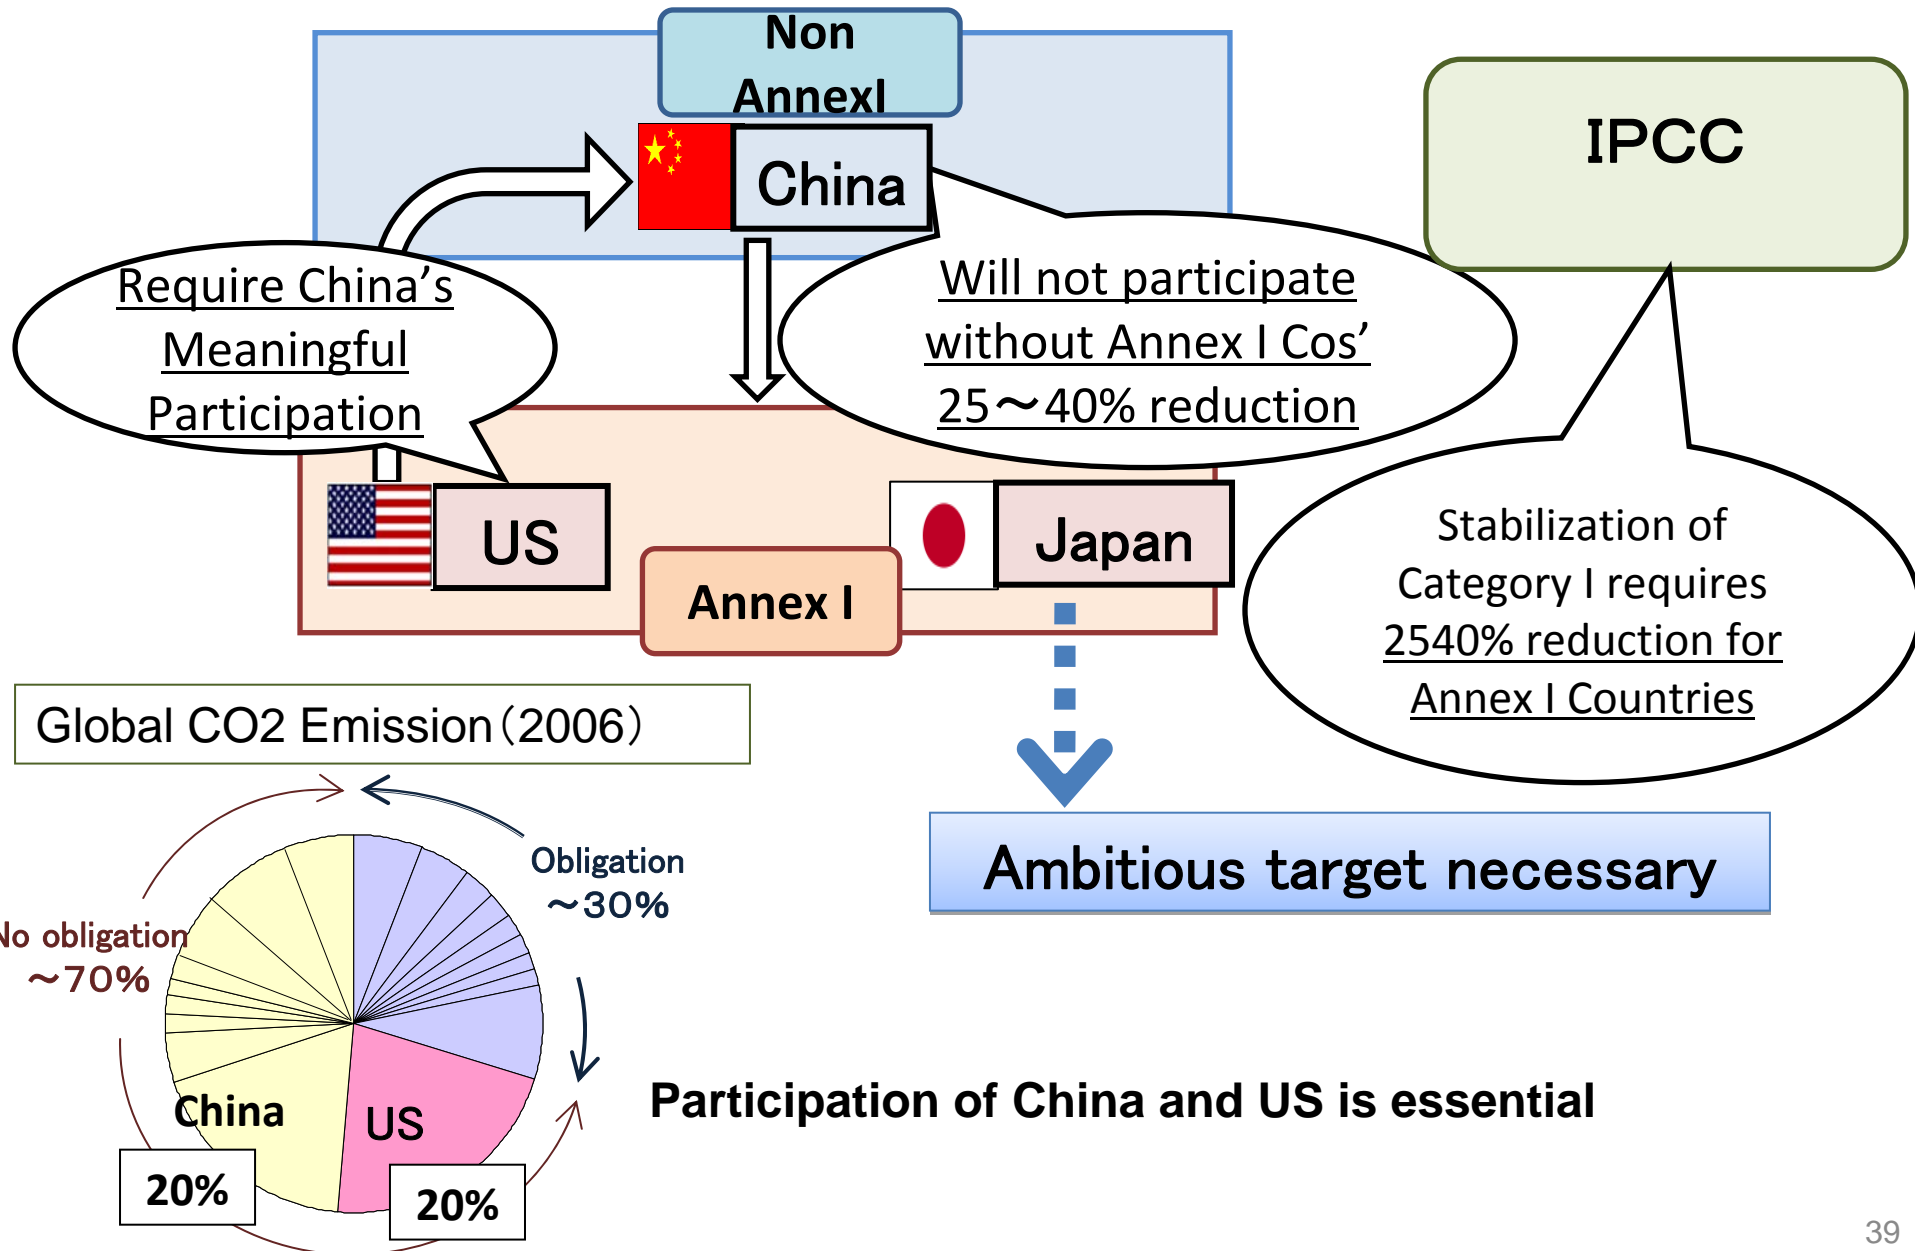 Non
AnnexI
China
IPCC
Require China's
Meaningful
Participation
Will not participate
without Annex I Cos'
25～40% reduction
US
Japan
Annex I
Stabilization of
Category I requires
2540% reduction for
Annex I Countries
Global CO2 Emission（2006）
Obligation
～30%
No obligation
～70%
China
US
20%
20%
Ambitious target necessary
Participation of China and US is essential
39